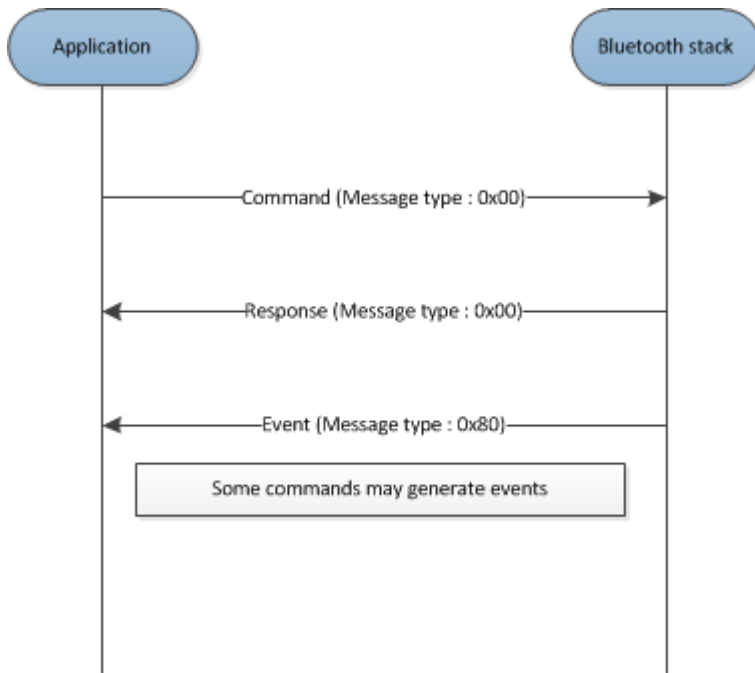 Application
Bluetooth stack
Command (Message type : 0x00)
Response (Message type : 0x00)
Event (Message type : 0x80)
Some commands may generate events